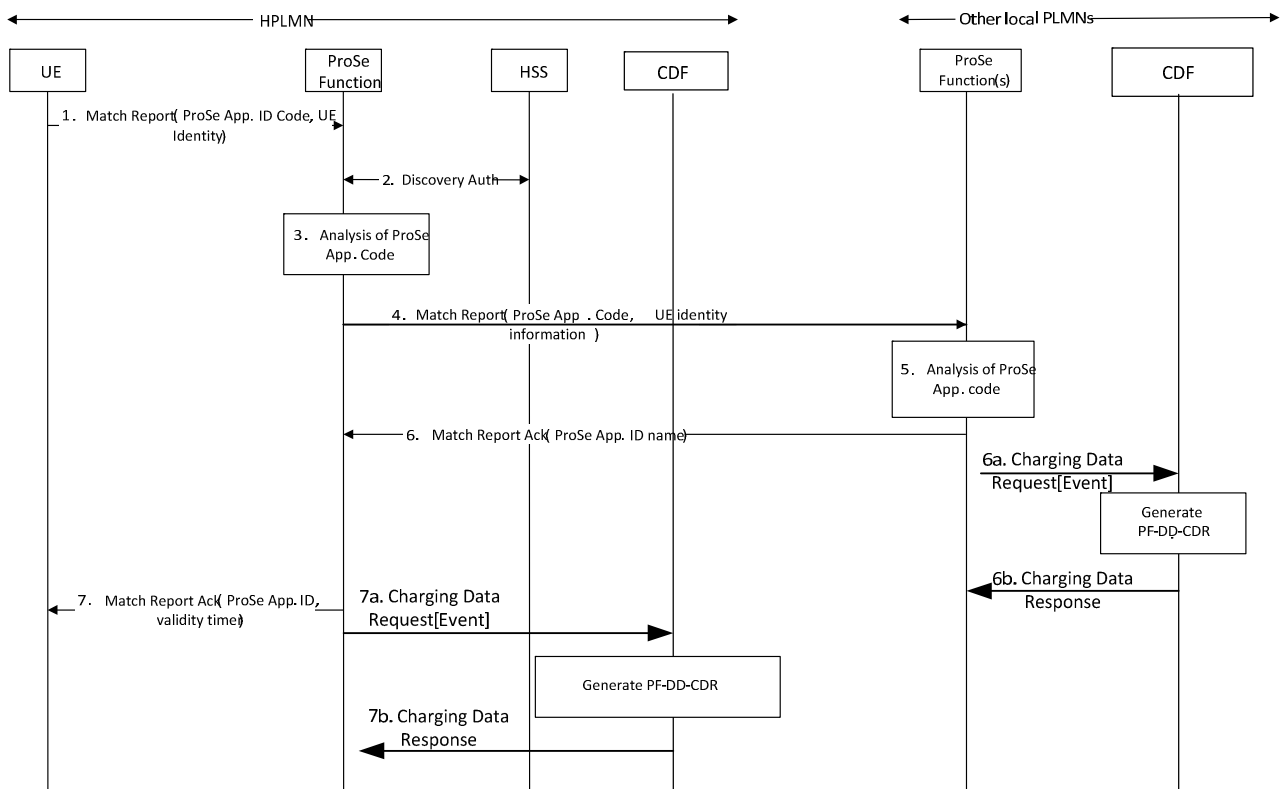 HPLMN
Other local PLMNs
UE
ProSe
Function
HSS
CDF
ProSe
Function(s)
CDF
1. Match Report( ProSe App. ID Code, UE
Identity)
2. Discovery Auth
3. Analysis of ProSe
App. Code
4. Match Report( ProSe App . Code, UE identity
information )
5. Analysis of ProSe
App. code
6. Match Report Ack( ProSe App. ID name)
6a. Charging Data
Request[Event]
Generate
PF-DD-CDR
6b. Charging Data
Response
7. Match Report Ack( ProSe App. ID,
validity timer)
7a. Charging Data
Request[Event]
Generate PF-DD-CDR
7b. Charging Data
Response